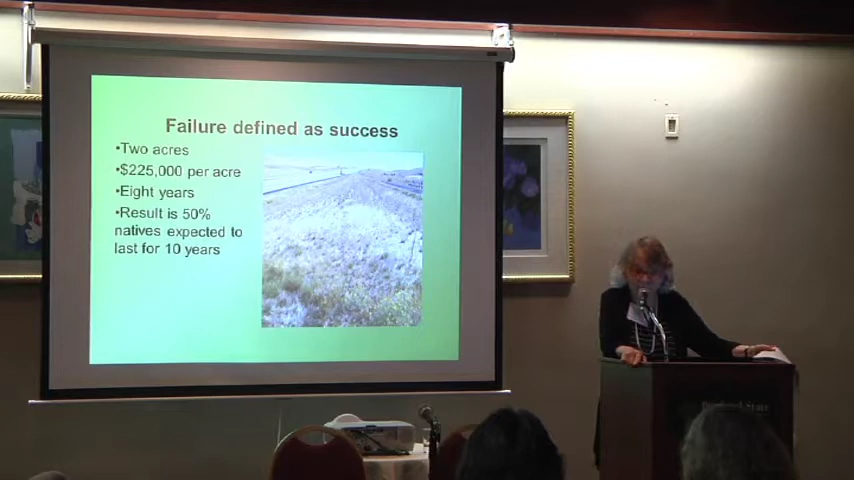 Failure defined as success
•Two acres
•$225,000 per acre
•Eight years
•Result is 50%
natives expected to
last for 10 years